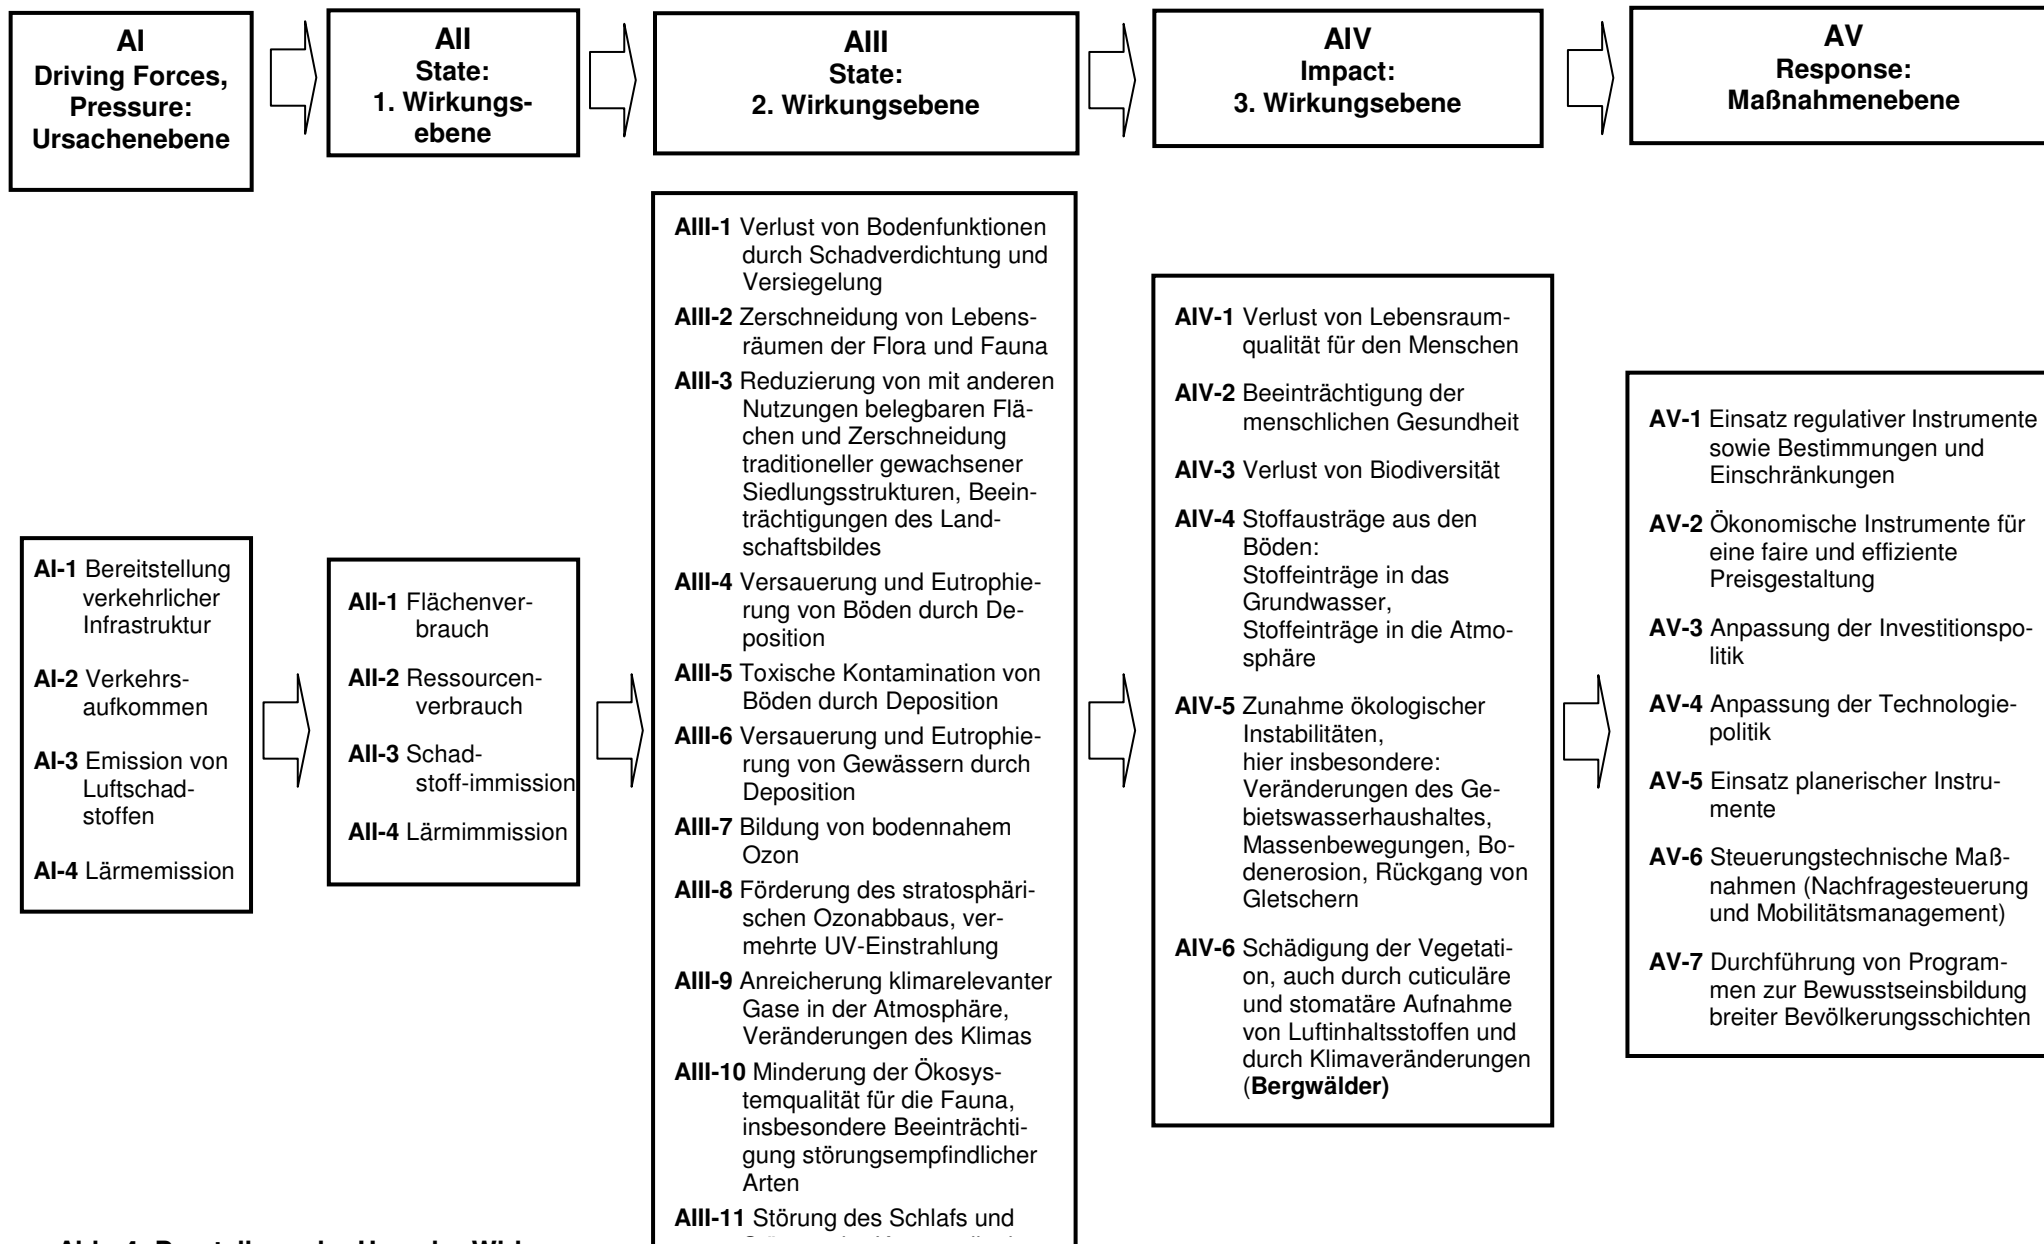 AI
Driving Forces,
Pressure:
Ursachenebene
AII
State:
1. Wirkungs-
ebene
AIII
State:
2. Wirkungsebene
AIV
Impact:
3. Wirkungsebene
AV
Response:
Maßnahmenebene
AI-1 Bereitstellung
verkehrlicher
Infrastruktur
AI-2 Verkehrs-
aufkommen
AI-3 Emission von
Luftschad-
stoffen
AI-4 Lärmemission
AII-1 Flächenver-
brauch
AII-2 Ressourcen-
verbrauch
AII-3 Schad-
stoff-immission
AII-4 Lärmimmission
AIII-1 Verlust von Bodenfunktionen
durch Schadverdichtung und
Versiegelung
AIII-2 Zerschneidung von Lebens-
räumen der Flora und Fauna
AIII-3 Reduzierung von mit anderen
Nutzungen belegbaren Flä-
chen und Zerschneidung
traditioneller gewachsener
Siedlungsstrukturen, Beein-
trächtigungen des Land-
schaftsbildes
AIII-4 Versauerung und Eutrophie-
rung von Böden durch De-
position
AIII-5 Toxische Kontamination von
Böden durch Deposition
AIII-6 Versauerung und Eutrophie-
rung von Gewässern durch
Deposition
AIII-7 Bildung von bodennahem
Ozon
AIII-8 Förderung des stratosphäri-
schen Ozonabbaus, ver-
mehrte UV-Einstrahlung
AIII-9 Anreicherung klimarelevanter
Gase in der Atmosphäre,
Veränderungen des Klimas
AIII-10 Minderung der Ökosys-
temqualität für die Fauna,
insbesondere Beeinträchti-
gung störungsempfindlicher
Arten
AIII-11 Störung des Schlafs und
AIV-1 Verlust von Lebensraum-
qualität für den Menschen
AIV-2 Beeinträchtigung der
menschlichen Gesundheit
AIV-3 Verlust von Biodiversität
AIV-4 Stoffausträge aus den
Böden:
Stoffeinträge in das
Grundwasser,
Stoffeinträge in die Atmo-
sphäre
AIV-5 Zunahme ökologischer
Instabilitäten,
hier insbesondere:
Veränderungen des Ge-
bietswasserhaushaltes,
Massenbewegungen, Bo-
denerosion, Rückgang von
Gletschern
AIV-6 Schädigung der Vegetati-
on, auch durch cuticuläre
und stomatäre Aufnahme
von Luftinhaltsstoffen und
durch Klimaveränderungen
(Bergwälder)
AV-1 Einsatz regulativer Instrumente
sowie Bestimmungen und
Einschränkungen
AV-2 Ökonomische Instrumente für
eine faire und effiziente
Preisgestaltung
AV-3 Anpassung der Investitionspo-
litik
AV-4 Anpassung der Technologie-
politik
AV-5 Einsatz planerischer Instru-
mente
AV-6 Steuerungstechnische Maß-
nahmen (Nachfragesteuerung
und Mobilitätsmanagement)
AV-7 Durchführung von Program-
men zur Bewusstseinsbildung
breiter Bevölkerungsschichten